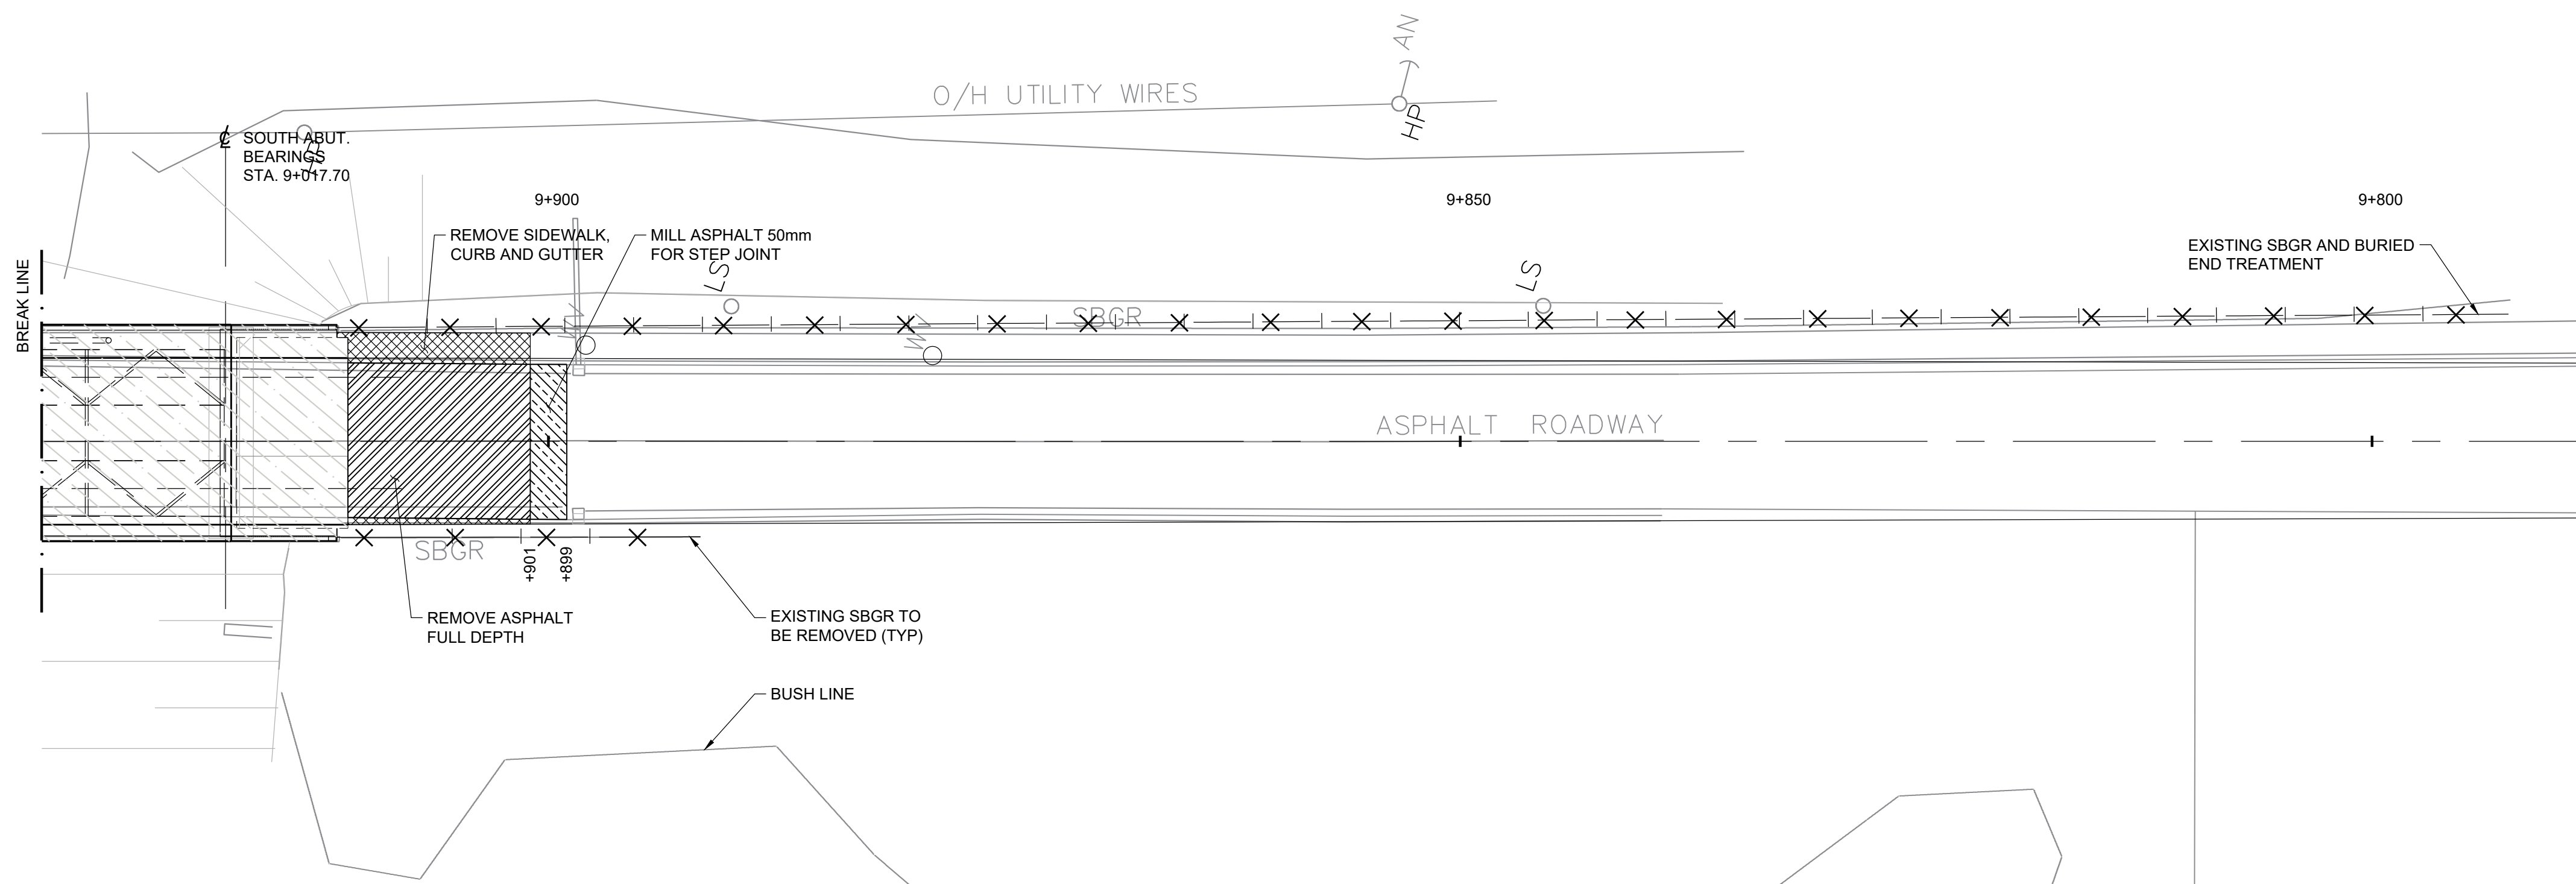 AN
O/H UTILITY WIRES
HP
HP
℄ SOUTH ABUT.
BEARINGS
STA. 9+017.70
9+900
9+850
9+800
REMOVE SIDEWALK,
CURB AND GUTTER
MILL ASPHALT 50mm
FOR STEP JOINT
EXISTING SBGR AND BURIED
END TREATMENT
BREAK LINE
LS
LS
SBGR
ASPHALT ROADWAY
SBGR
+901
+899
REMOVE ASPHALT
FULL DEPTH
EXISTING SBGR TO
BE REMOVED (TYP)
BUSH LINE